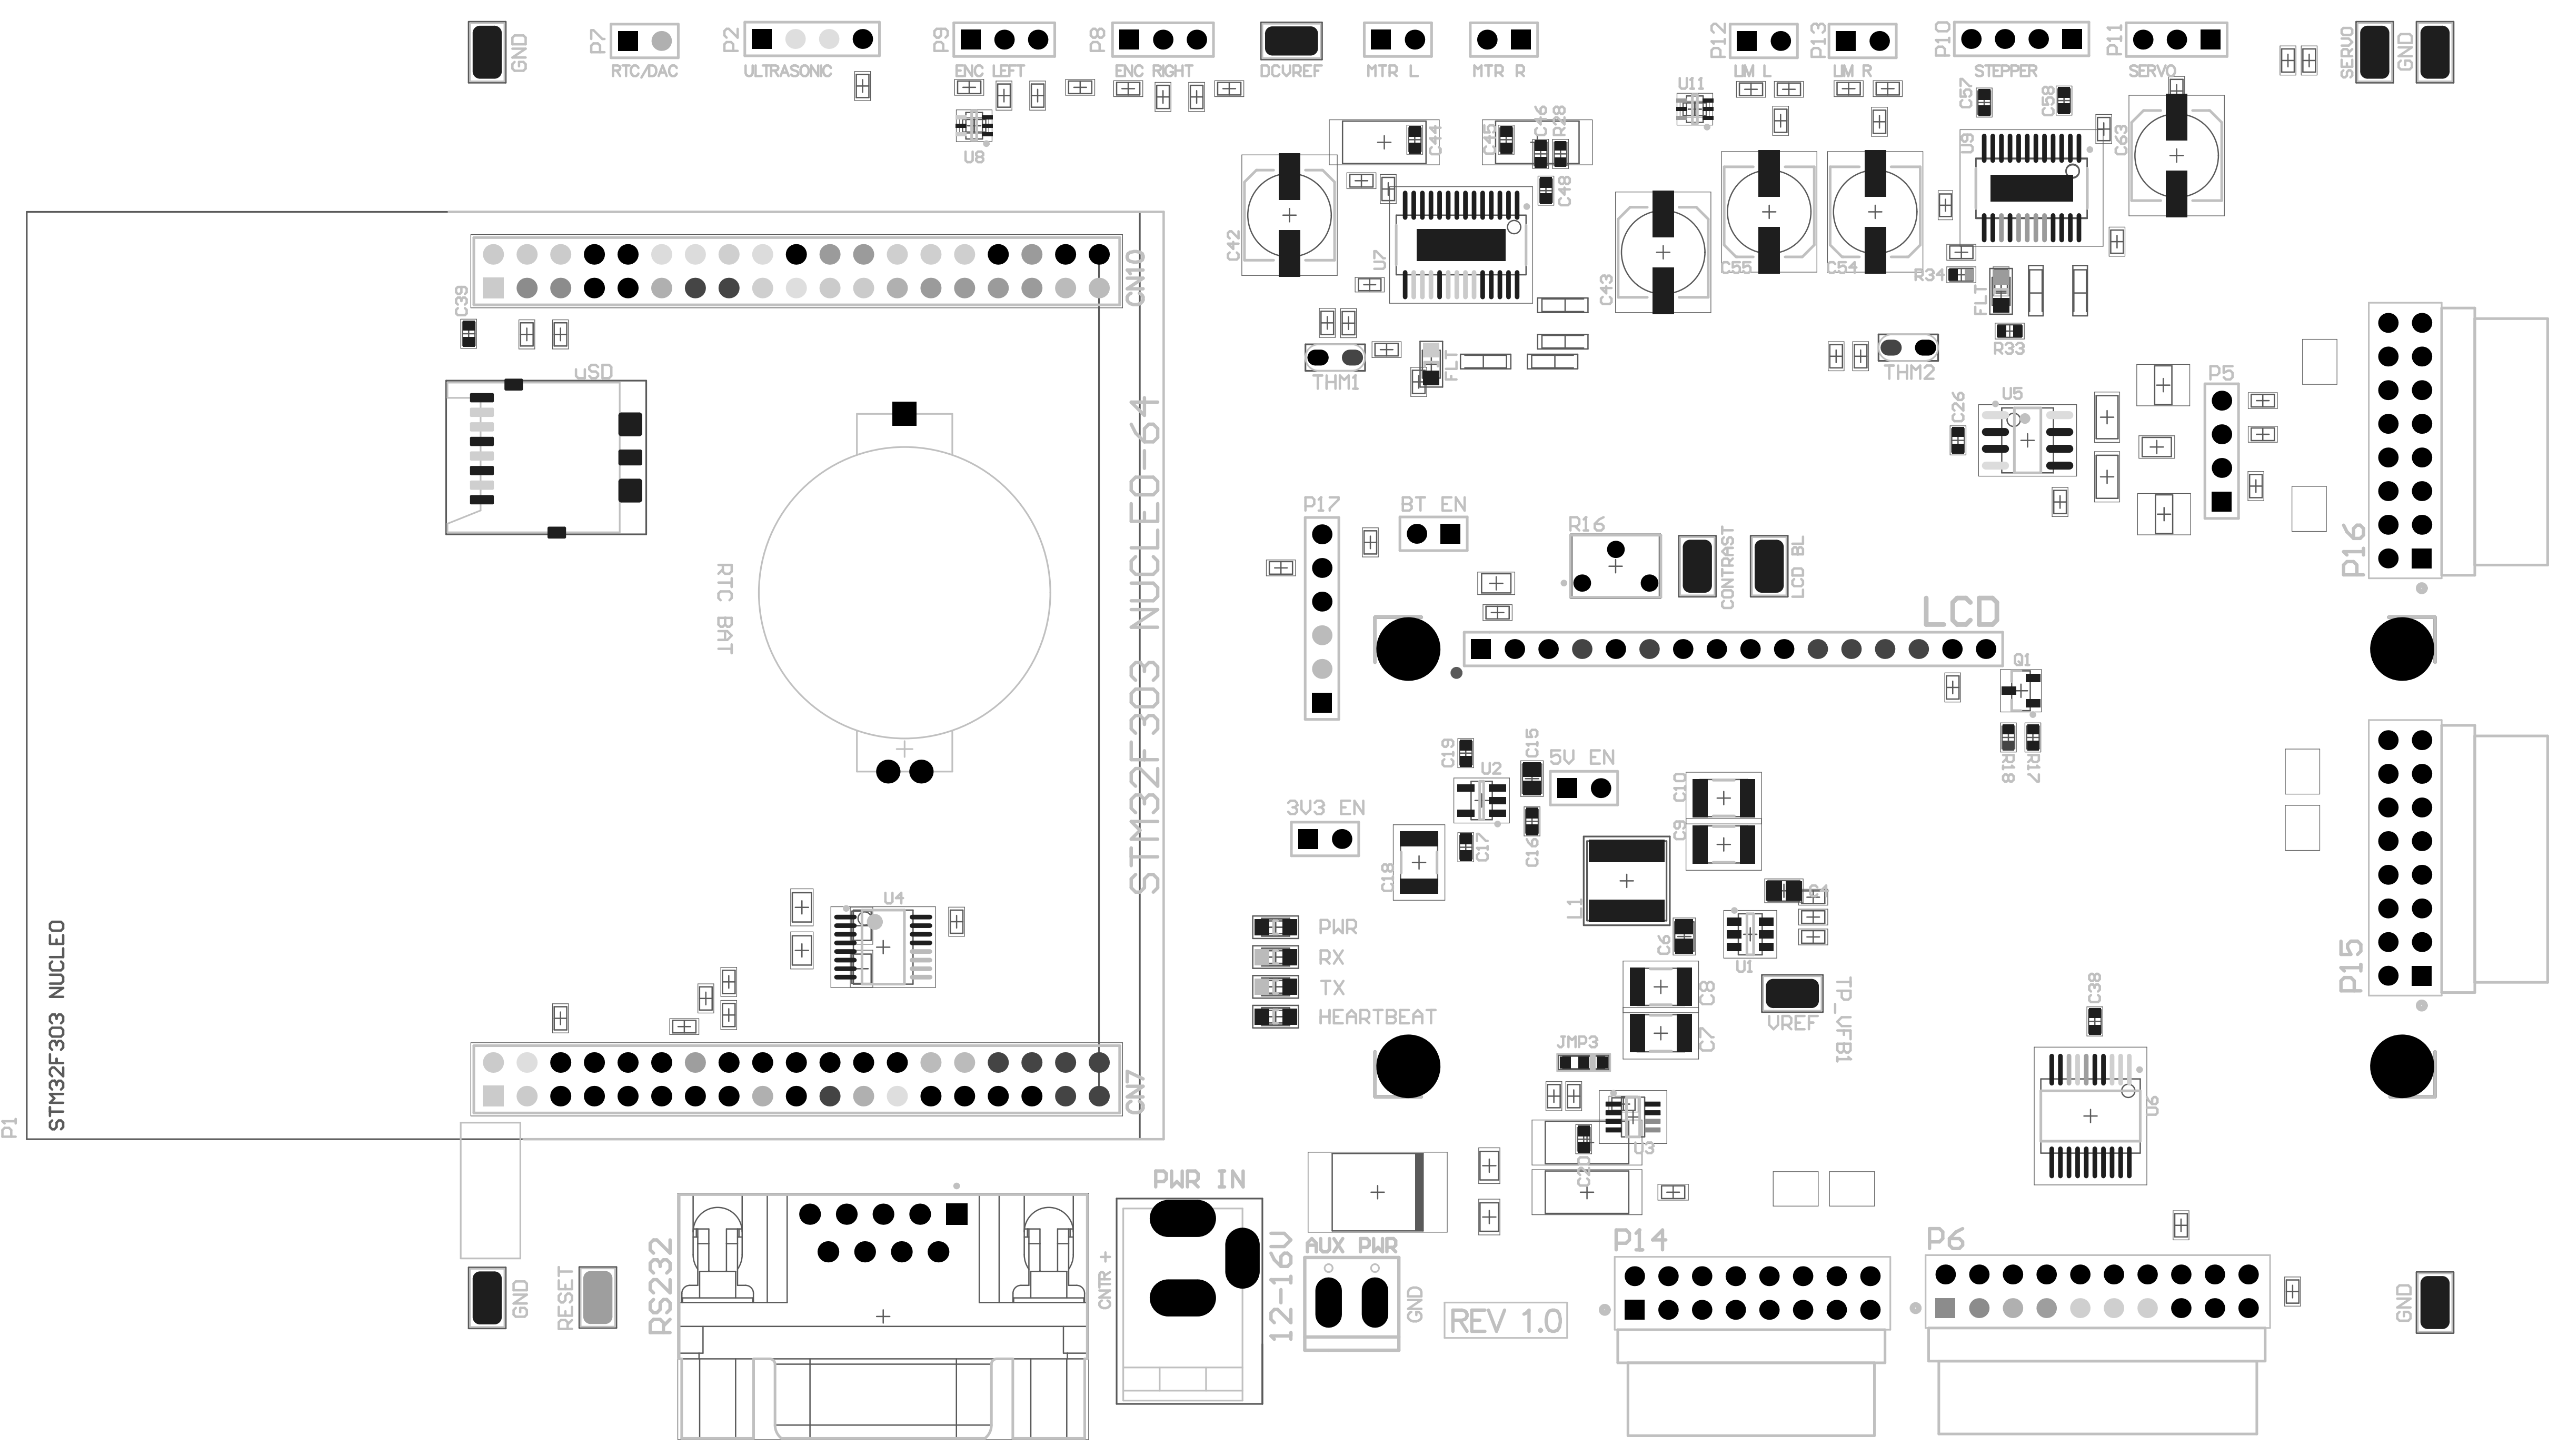 GND
P7
RTC/DAC
P2
ULTRASONIC
P9
ENC LEFT
P8
ENC RIGHT
DCVREF
MTR L
MTR R
P12
LIM L
P13
LIM R
P10
STEPPER
P11
SERVO
SERVO
GND
U8
U11
C57
C58
C44
C45
C46
R28
C48
U9
C63
C42
U7
C43
C55
C54
R34
FLT
R33
CN10
C39
uSD
THM1
FLT
THM2
U5
C26
P5
P16
P17
BT EN
R16
CONTRAST
LCD BL
LCD
RTC BAT
STM32F303 NUCLEO-64
Q1
R18
R17
C19
U2
C15
5V EN
C10
C9
3V3 EN
C18
C17
C16
L1
C6
U1
U4
PWR
RX
TX
HEARTBEAT
C8
C7
VREF
TP_VFB1
C38
P15
JMP3
U3
C20
U6
CN7
STM32F303 NUCLEO
P1
PWR IN
RS232
CNTR +
12-16V
AUX PWR
GND
REV 1.0
P14
P6
GND
RESET
GND